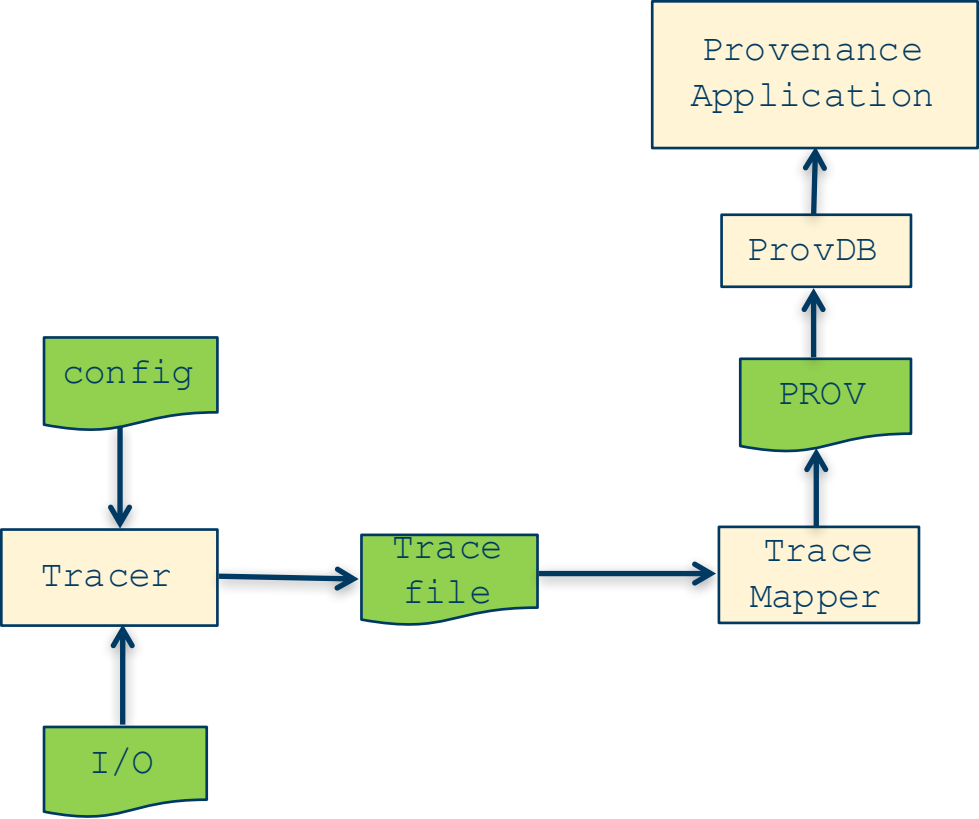 Provenance
Application
ProvDB
config
PROV
Tracer
Trace
file
Trace
Mapper
I/O